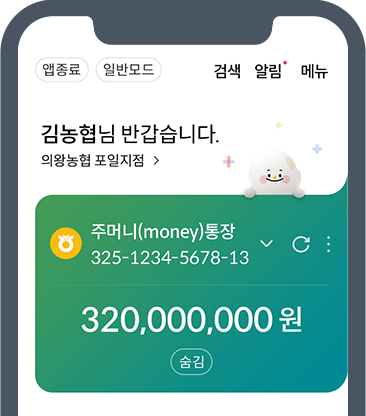 앱종료 일반모드 검색 알림 메뉴
김농협님 반갑습니다.
의왕농협 포일지점 >
주머니(money)통장
325-1234-5678-13
320,000,000 원
숨김